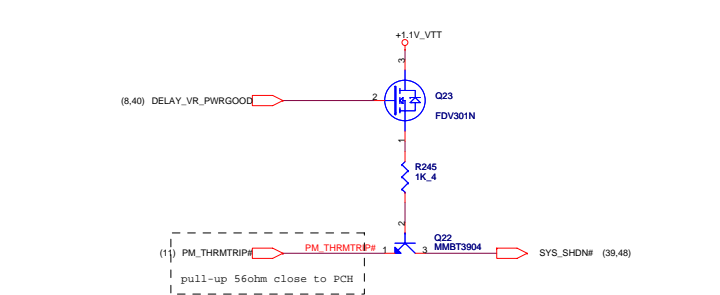 +1.1V_VTT
3
(8,40) DELAY_VR_PWRGOOD
2
Q23
FDV301N
1
R245
1K_4
2
Q22
MMBT3904
(11) PM_THRMTRIP#
PM_THRMTRIP#
1
3
SYS_SHDN# (39,48)
pull-up 56ohm close to PCH